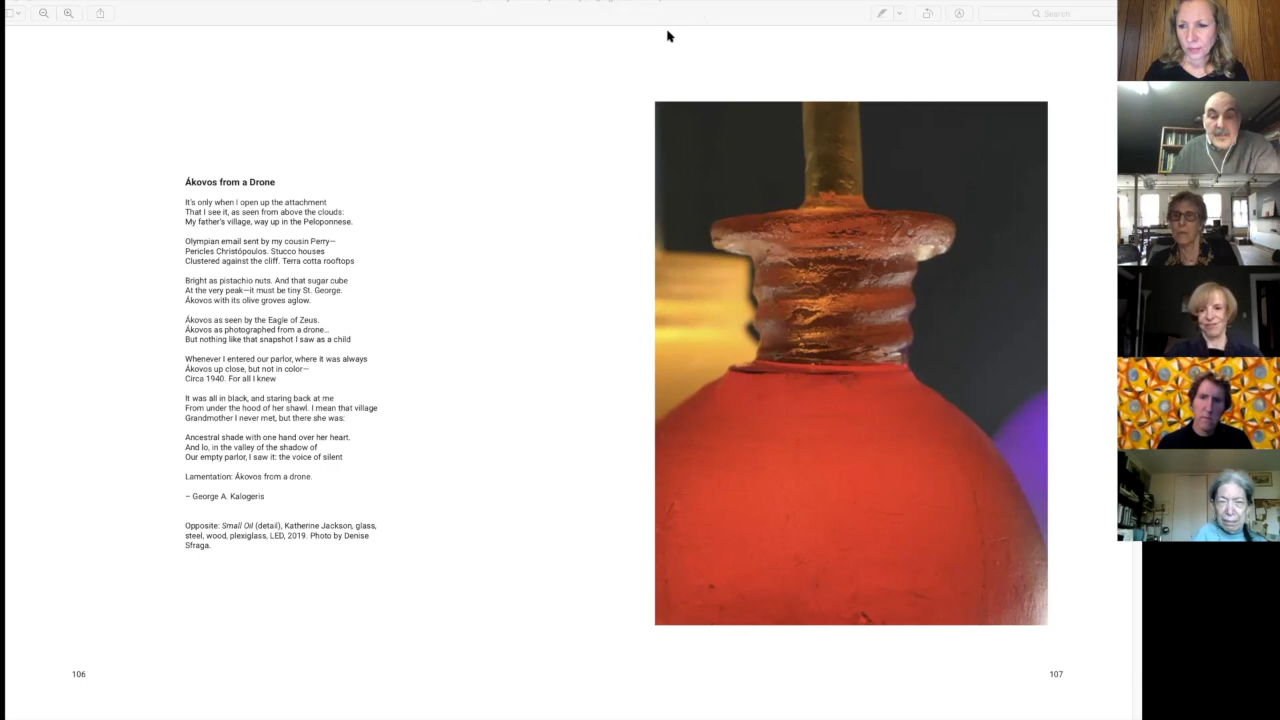 Search
Ákovos from a Drone
It's only when I open up the attachment
That I see it, as seen from above the clouds:
My father's village, way up in the Peloponnese.
Olympian email sent by my cousin Perry—
Pericles Christópoulos. Stucco houses
Clustered against the cliff. Terra cotta rooftops
Bright as pistachio nuts. And that sugar cube
At the very peak—it must be tiny St. George.
Ákovos with its olive groves aglow.
Ákovos as seen by the Eagle of Zeus.
Ákovos as photographed from a drone...
But nothing like that snapshot I saw as a child
Whenever I entered our parlor, where it was always
Ákovos up close, but not in color—
Circa 1940. For all I knew
It was all in black, and staring back at me
From under the hood of her shawl. I mean that village
Grandmother I never met, but there she was:
Ancestral shade with one hand over her heart.
And lo, in the valley of the shadow of
Our empty parlor, I saw it: the voice of silent
Lamentation: Ákovos from a drone.
– George A. Kalogeris
Opposite: Small Oil (detail), Katherine Jackson, glass,
steel, wood, plexiglass, LED, 2019. Photo by Denise
Sfraga.
106
107